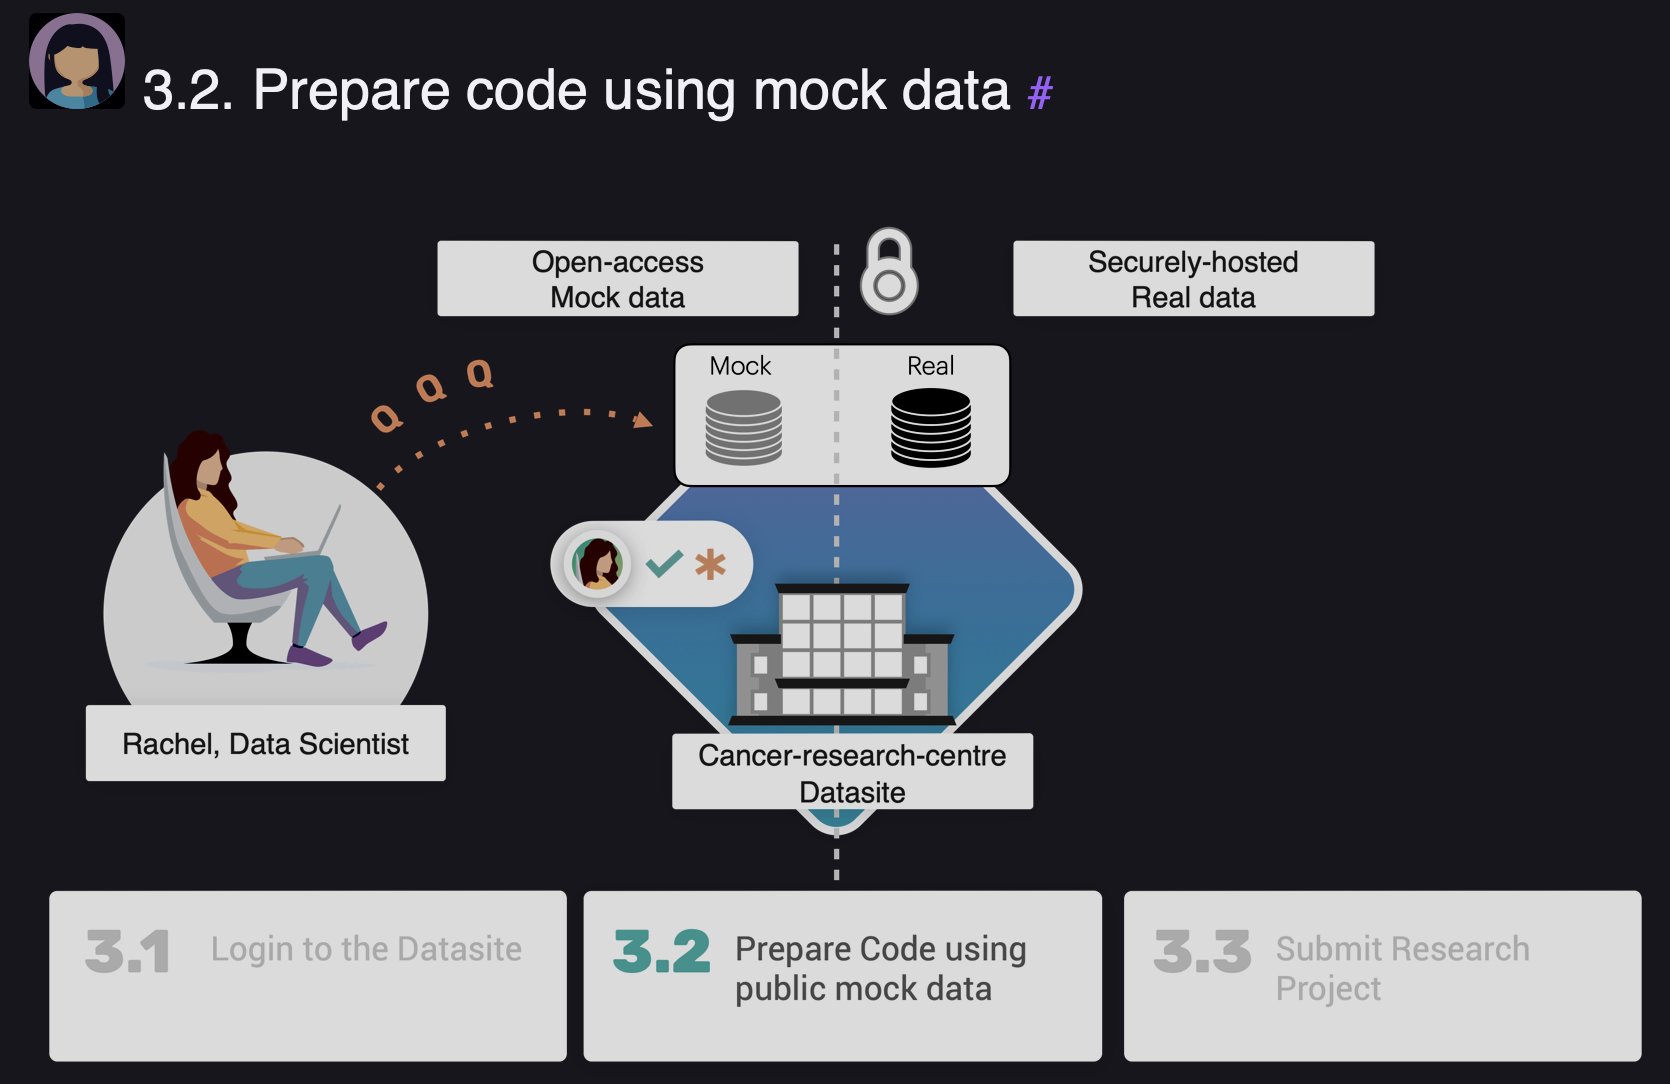 3.2. Prepare code using mock data #
Open-access
Mock data
Securely-hosted
Real data
Mock
Real
Q Q Q
Rachel, Data Scientist
Cancer-research-centre
Datasite
3.1 Login to the Datasite
3.2 Prepare Code using
public mock data
3.3 Submit Research
Project